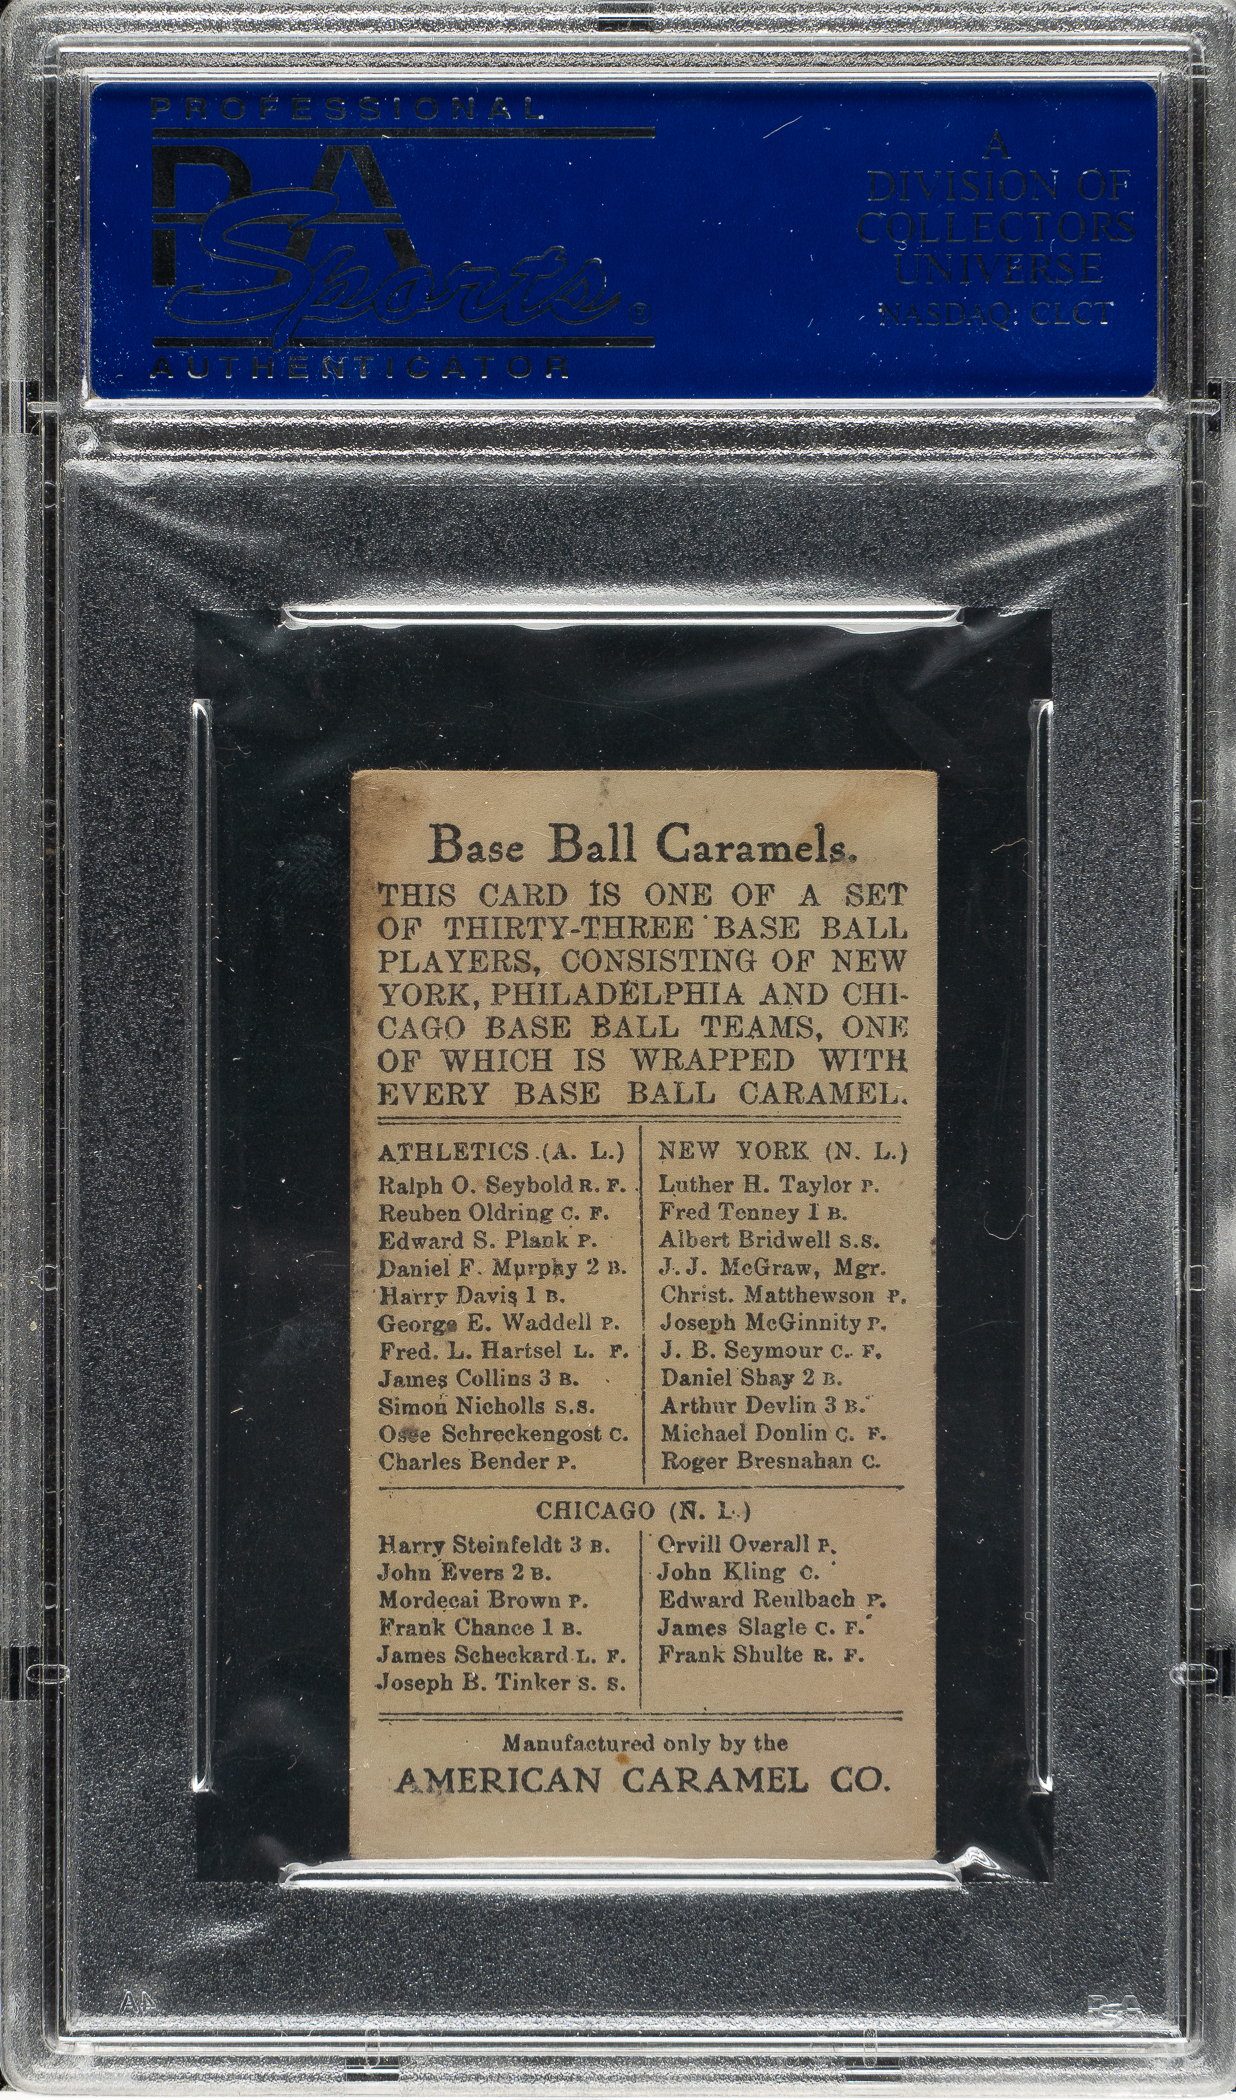 PROFESSIONAL
PSA
Sports®
AUTHENTICATOR
A
DIVISION OF
COLLECTORS
UNIVERSE
NASDAQ: CLCT
Base Ball Caramels.
THIS CARD IS ONE OF A SET
OF THIRTY-THREE BASE BALL
PLAYERS, CONSISTING OF NEW
YORK, PHILADELPHIA AND CHI-
CAGO BASE BALL TEAMS, ONE
OF WHICH IS WRAPPED WITH
EVERY BASE BALL CARAMEL.
ATHLETICS (A. L.)
Ralph O. Seybold R. F.
Reuben Oldring C. F.
Edward S. Plank P.
Daniel F. Murphy 2 B.
Harry Davis 1 B.
George E. Waddell P.
Fred. L. Hartsel L. F.
James Collins 3 B.
Simon Nicholls S.S.
Osee Schreckengost C.
Charles Bender P.
NEW YORK (N. L.)
Luther H. Taylor P.
Fred Tenney 1 B.
Albert Bridwell S.S.
J. J. McGraw, Mgr.
Christ. Matthewson P.
Joseph McGinnity P.
J. B. Seymour C. F.
Daniel Shay 2 B.
Arthur Devlin 3 B.
Michael Donlin C. F.
Roger Bresnahan C.
CHICAGO (N. L.)
Harry Steinfeldt 3 B.
John Evers 2 B.
Mordecai Brown P.
Frank Chance 1 B.
James Scheckard L. F.
Joseph B. Tinker S. S.
Orvill Overall P.
John Kling C.
Edward Reulbach P.
James Slagle C. F.
Frank Shulte R. F.
Manufactured only by the
AMERICAN CARAMEL CO.
PSA